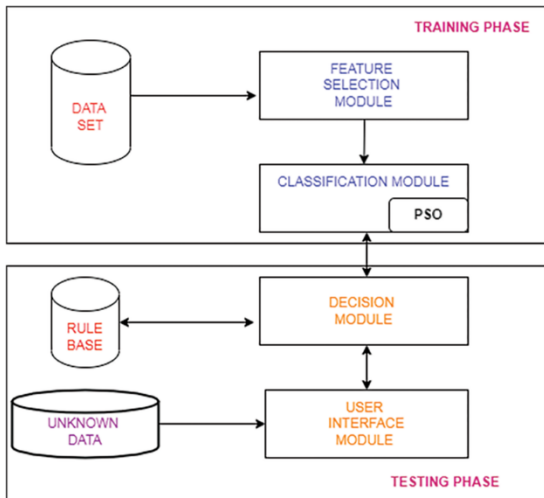 TRAINING PHASE
DATA
SET
FEATURE
SELECTION
MODULE
CLASSIFICATION MODULE
PSO
RULE
BASE
DECISION
MODULE
UNKNOWN
DATA
USER
INTERFACE
MODULE
TESTING PHASE